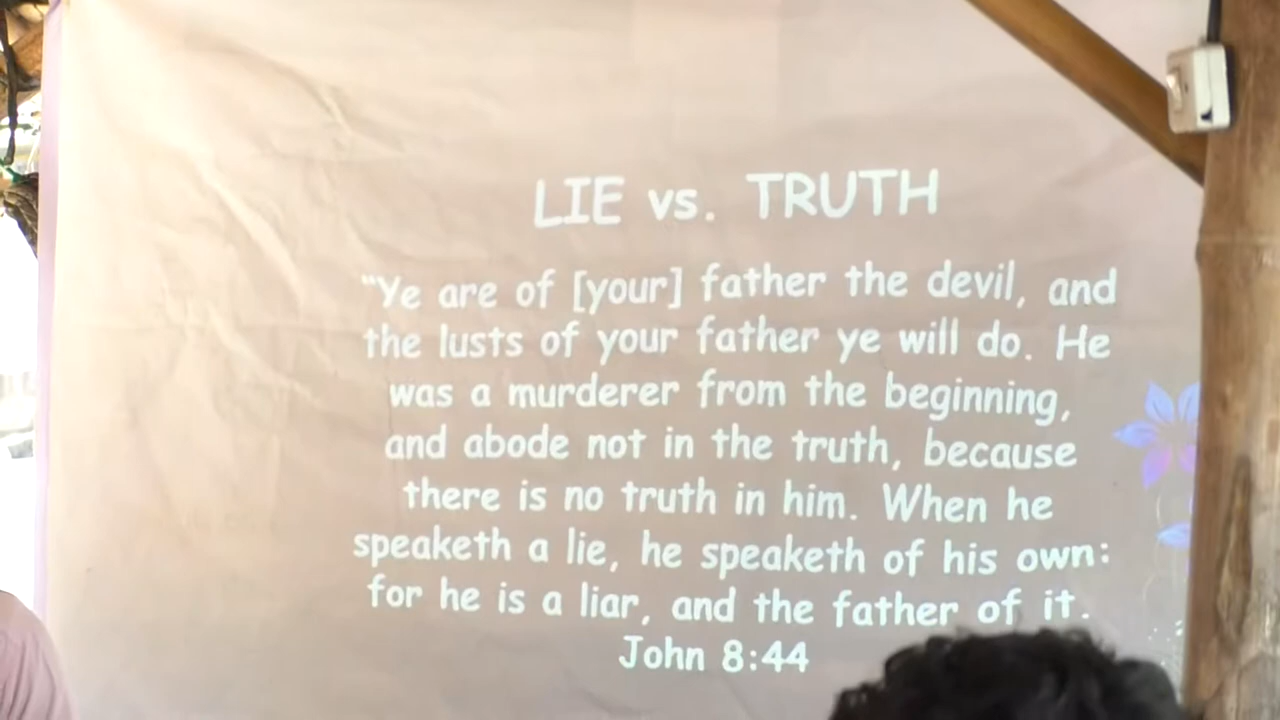 LIE vs. TRUTH
"Ye are of [your] father the devil, and
the lusts of your father ye will do. He
was a murderer from the beginning,
and abode not in the truth, because
there is no truth in him. When he
speaketh a lie, he speaketh of his own:
for he is a liar, and the father of it.
John 8:44